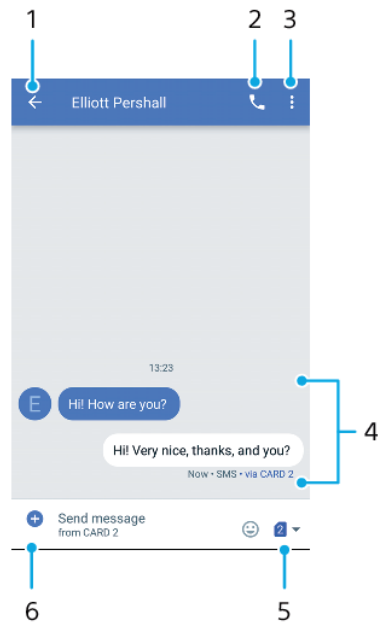 1 2 3
Elliott Pershall
13:23
E Hi! How are you?
Hi! Very nice, thanks, and you?
Now • SMS • via CARD 2
4
Send message
from CARD 2
2
6 5